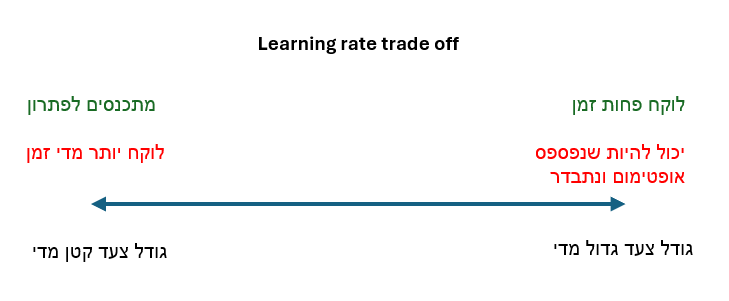 Learning rate trade off
לוקח פחות זמן
מתכנסים לפתרון
יכול להיות שנפספס
אופטימום ונתבדר
לוקח יותר מדי זמן
גודל צעד גדול מדי
גודל צעד קטן מדי